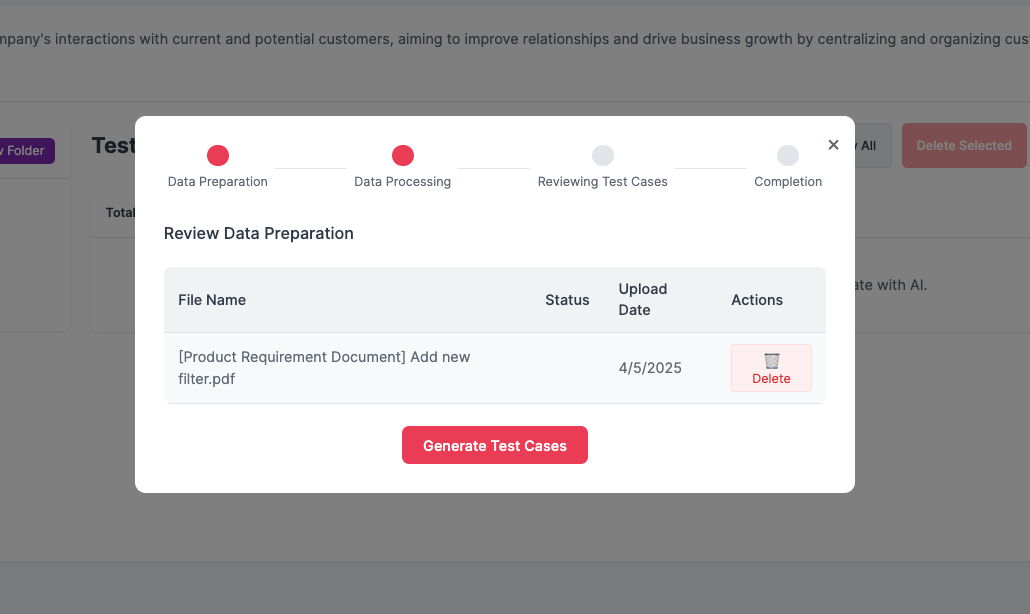 mpany's interactions with current and potential customers, aiming to improve relationships and drive business growth by centralizing and organizing cus
Folder
Test
All
Delete Selected
Total
ate with AI.
×
Data Preparation
Data Processing
Reviewing Test Cases
Completion
Review Data Preparation
File Name
Status
Upload
Date
Actions
[Product Requirement Document] Add new
filter.pdf
4/5/2025
Delete
Generate Test Cases